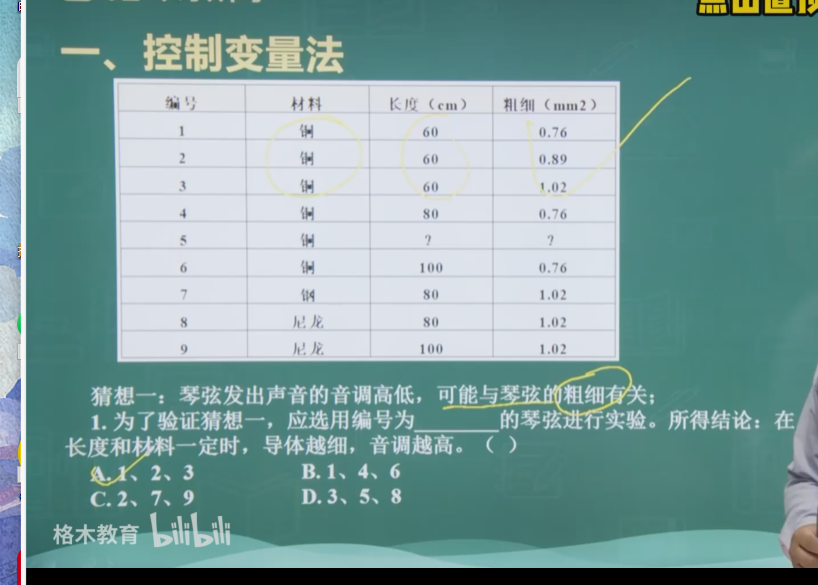 一、控制变量法
编号 材料 长度（cm） 粗细（mm2）
1 铜 60 0.76
2 铜 60 0.89
3 铜 60 1.02
4 铜 80 0.76
5 铜 ? ?
6 铜 100 0.76
7 钢 80 1.02
8 尼龙 80 1.02
9 尼龙 100 1.02
猜想一：琴弦发出声音的音调高低，可能与琴弦的粗细有关；
1. 为了验证猜想一，应选用编号为________的琴弦进行实验。所得结论：在
长度和材料一定时，导体越细，音调越高。（ ）
A. 1、2、3 B. 1、4、6
C. 2、7、9 D. 3、5、8
格木教育 bilibili